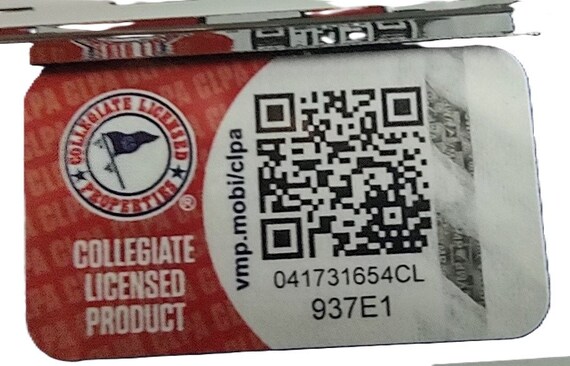 COLLEGIATE LICENSED
PROPERTIES
®
COLLEGIATE
LICENSED
PRODUCT
vmp.mobi/clpa
041731654CL
937E1